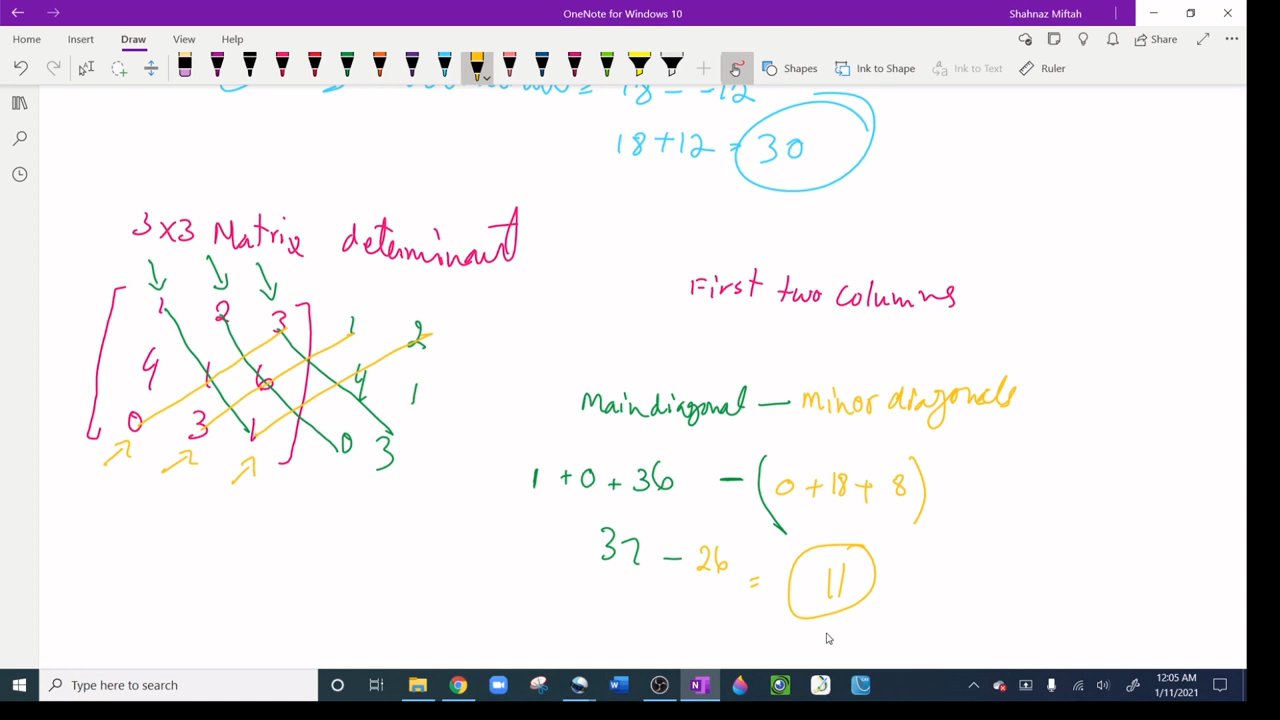 OneNote for Windows 10
Shahnaz Miftah
Home Insert Draw View Help
Share
Shapes Ink to Shape Ink to Text Ruler
18 - -12
18+12 = 30
3x3 Matrix determinant
First two columns
1 2 3 1 2
4 1 6 4 1
0 3 1 0 3
Main diagonal — minor diagonals
1 + 0 + 36 - (0 + 18 + 8)
37 - 26 = 11
Type here to search
12:05 AM
1/11/2021